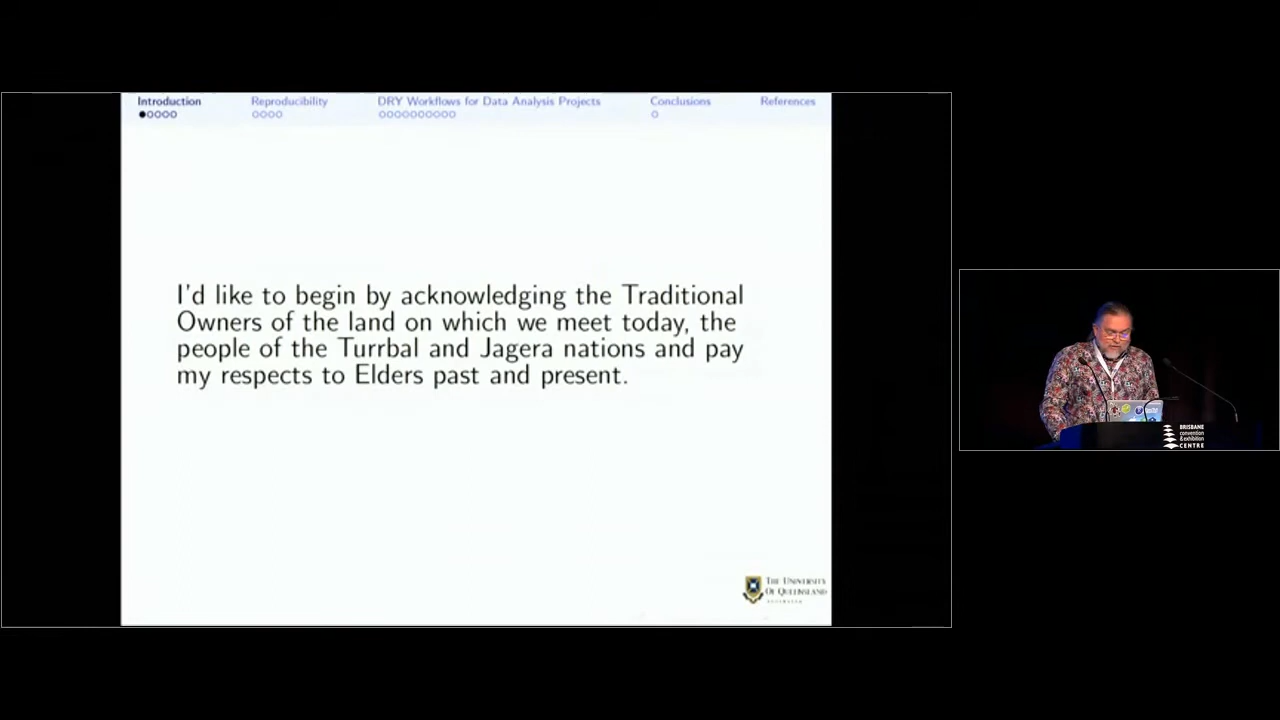 Introduction
Reproducibility
DRY Workflows for Data Analysis Projects
Conclusions
References
I'd like to begin by acknowledging the Traditional
Owners of the land on which we meet today, the
people of the Turrbal and Jagera nations and pay
my respects to Elders past and present.
THE UNIVERSITY
OF QUEENSLAND
AUSTRALIA
BRISBANE
convention
& exhibition
CENTRE